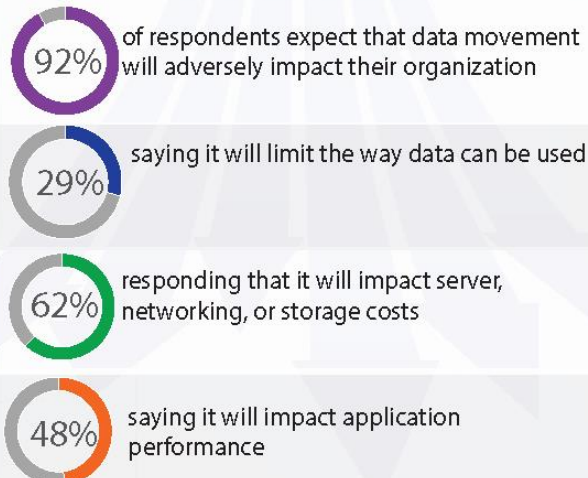 92%
of respondents expect that data movement
will adversely impact their organization
29%
saying it will limit the way data can be used
62%
responding that it will impact server,
networking, or storage costs
48%
saying it will impact application
performance